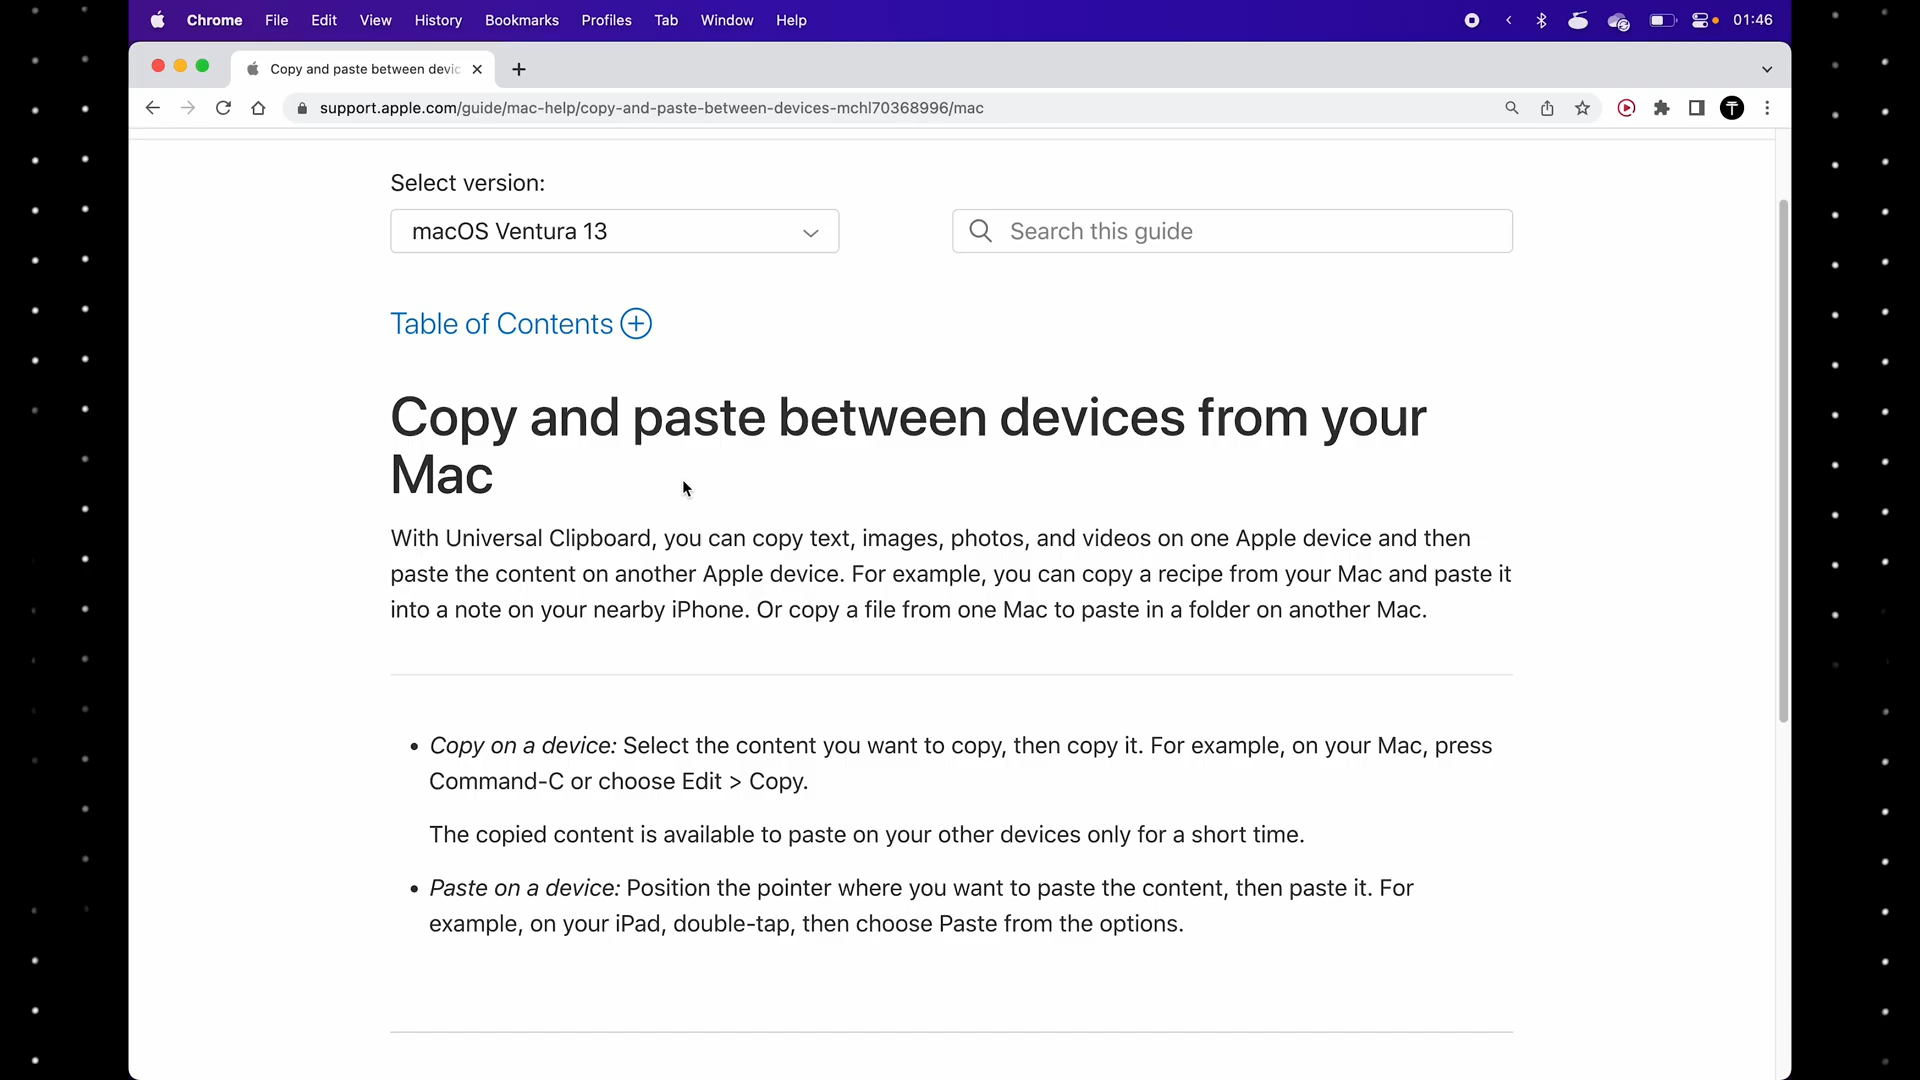 Chrome File Edit View History Bookmarks Profiles Tab Window Help 01:46
Copy and paste between devic
support.apple.com/guide/mac-help/copy-and-paste-between-devices-mchl70368996/mac
Select version:
macOS Ventura 13
Search this guide
Table of Contents
Copy and paste between devices from your
Mac
With Universal Clipboard, you can copy text, images, photos, and videos on one Apple device and then
paste the content on another Apple device. For example, you can copy a recipe from your Mac and paste it
into a note on your nearby iPhone. Or copy a file from one Mac to paste in a folder on another Mac.
• Copy on a device: Select the content you want to copy, then copy it. For example, on your Mac, press
Command-C or choose Edit > Copy.
The copied content is available to paste on your other devices only for a short time.
• Paste on a device: Position the pointer where you want to paste the content, then paste it. For
example, on your iPad, double-tap, then choose Paste from the options.